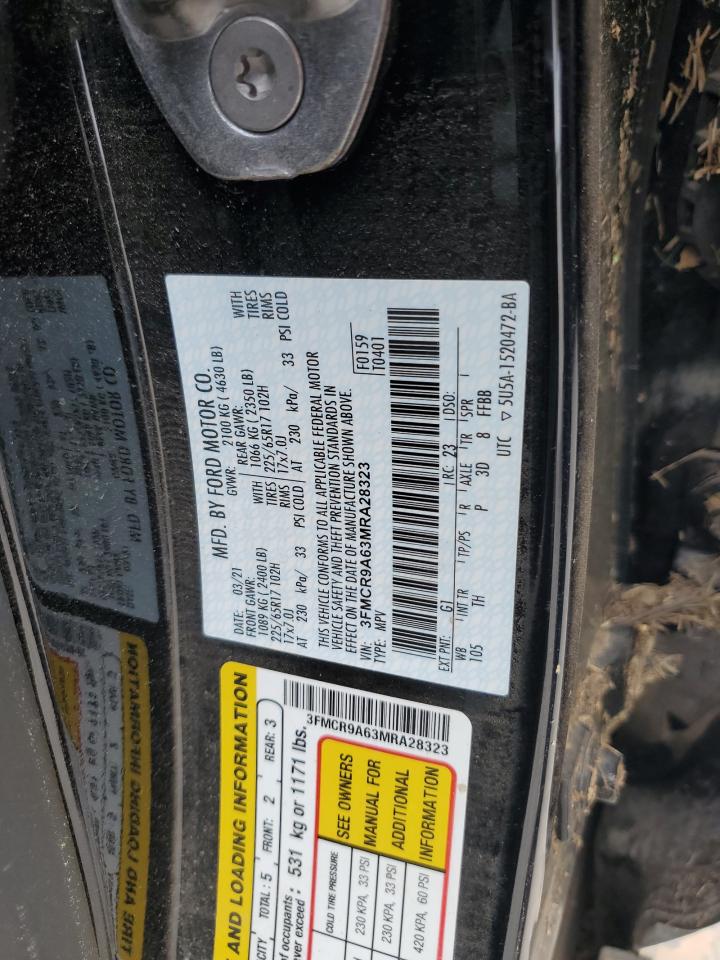 MFD. BY FORD MOTOR CO.
DATE: 03/21
GVWR: 2100 KG ( 4630 LB)
FRONT GAWR:
1089 KG ( 2400 LB)
WITH
225/65R17 102H
TIRES
17x7.0J
RIMS
AT 230 kPa/ 33 PSI COLD
REAR GAWR:
1066 KG ( 2350 LB)
WITH
225/65R17 102H
TIRES
17x7.0J
RIMS
AT 230 kPa/ 33 PSI COLD
THIS VEHICLE CONFORMS TO ALL APPLICABLE FEDERAL MOTOR
VEHICLE SAFETY AND THEFT PREVENTION STANDARDS IN
EFFECT ON THE DATE OF MANUFACTURE SHOWN ABOVE.
VIN: 3FMCR9A63MRA28323
TYPE: MPV
F0159
T0401
EXT PNT: G1 RC: 23 DSO:
WB INT TR TP/PS R AXLE TR SPR
105 TH P 3D 8 FFBB
UTC ▽ 5U5A-1520472-BA
AND LOADING INFORMATION
TOTAL: 5 FRONT: 2 REAR: 3
of occupants
exceed : 531 kg or 1171 lbs.
3FMCR9A63MRA28323
COLD TIRE PRESSURE
230 KPA, 33 PSI
230 KPA, 33 PSI
420 KPA, 60 PSI
SEE OWNERS
MANUAL FOR
ADDITIONAL
INFORMATION